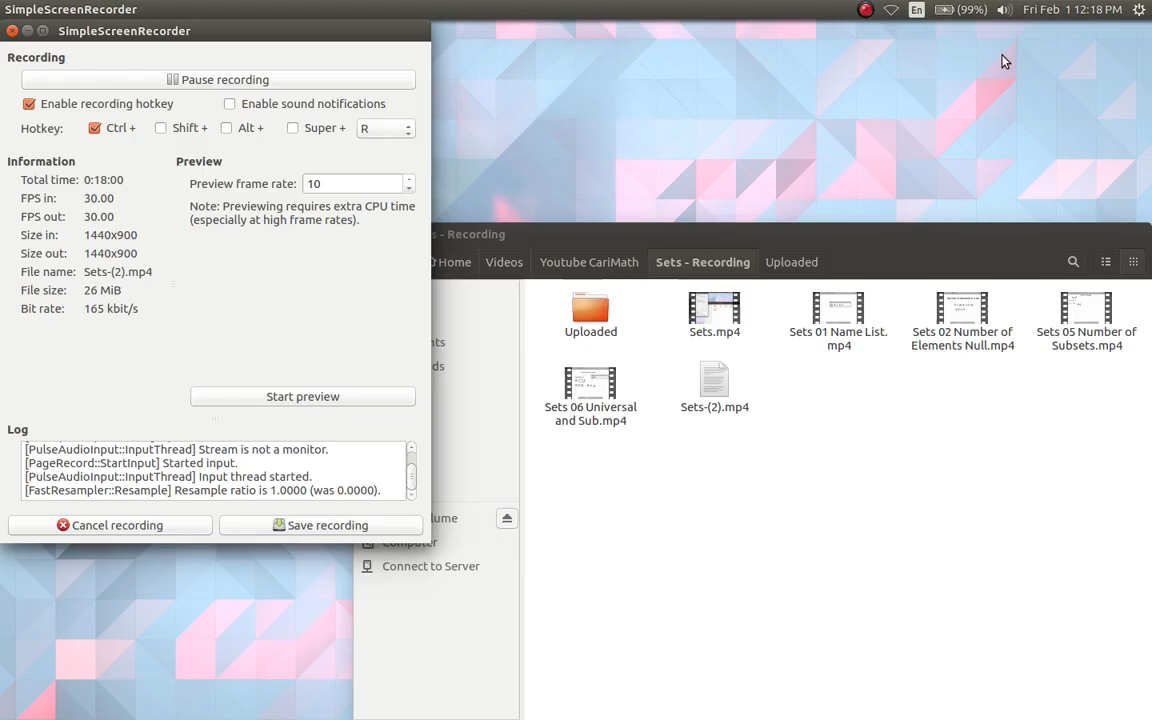 SimpleScreenRecorder
En
(99%)
Fri Feb 1 12:18 PM
SimpleScreenRecorder
Recording
Pause recording
Enable recording hotkey
Enable sound notifications
Hotkey:
Ctrl +
Shift +
Alt +
Super +
R
Information
Total time: 0:18:00
FPS in: 30.00
FPS out: 30.00
Size in: 1440x900
Size out: 1440x900
File name: Sets-(2).mp4
File size: 26 MiB
Bit rate: 165 kbit/s
Preview
Preview frame rate: 10
Note: Previewing requires extra CPU time
(especially at high frame rates).
Start preview
Log
[PulseAudioInput::InputThread] Stream is not a monitor.
[PageRecord::StartInput] Started input.
[PulseAudioInput::InputThread] Input thread started.
[FastResampler::Resample] Resample ratio is 1.0000 (was 0.0000).
Cancel recording
Save recording
s - Recording
Home
Videos
Youtube CariMath
Sets - Recording
Uploaded
nts
ds
lume
Computer
Connect to Server
Uploaded
Sets.mp4
Sets 01 Name List.
mp4
Sets 02 Number of
Elements Null.mp4
Sets 05 Number of
Subsets.mp4
Sets 06 Universal
and Sub.mp4
Sets-(2).mp4